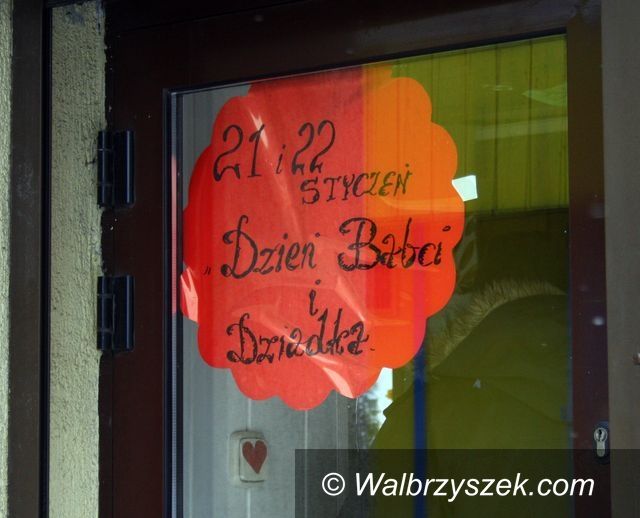 21 i 22
STYCZEŃ
„Dzień Babci
i
Dziadka
© Walbrzyszek.com